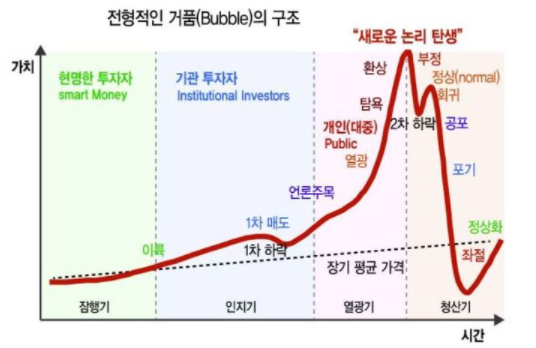 전형적인 거품(Bubble)의 구조
"새로운 논리 탄생"
가치
현명한 투자자
smart Money
기관 투자자
Institutional Investors
환상
부정
정상(normal)
회귀
탐욕
개인(대중)
Public
2차 하락
공포
열광
포기
언론주목
1차 매도
정상화
이륙
1차 하락
장기 평균 가격
좌절
잠행기
인지기
열광기
청산기
시간